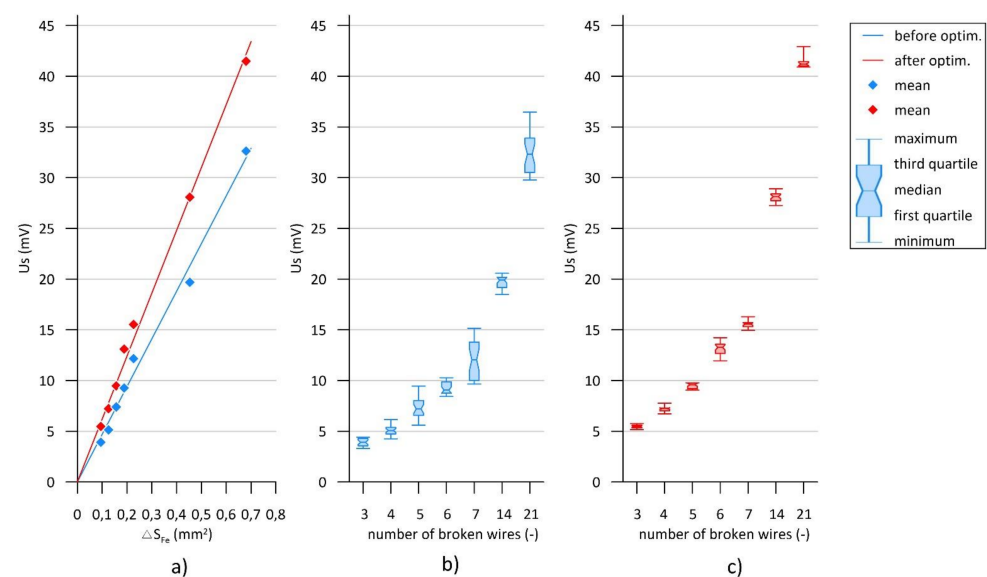 45
40
35
30
25
20
15
10
5
0
Us (mV)
0 0,1 0,2 0,3 0,4 0,5 0,6 0,7 0,8
△S_Fe (mm²)
a)
45
40
35
30
25
20
15
10
5
0
Us (mV)
3 4 5 6 7 14 21
number of broken wires (-)
b)
45
40
35
30
25
20
15
10
5
0
Us (mV)
3 4 5 6 7 14 21
number of broken wires (-)
c)
before optim.
after optim.
mean
mean
maximum
third quartile
median
first quartile
minimum